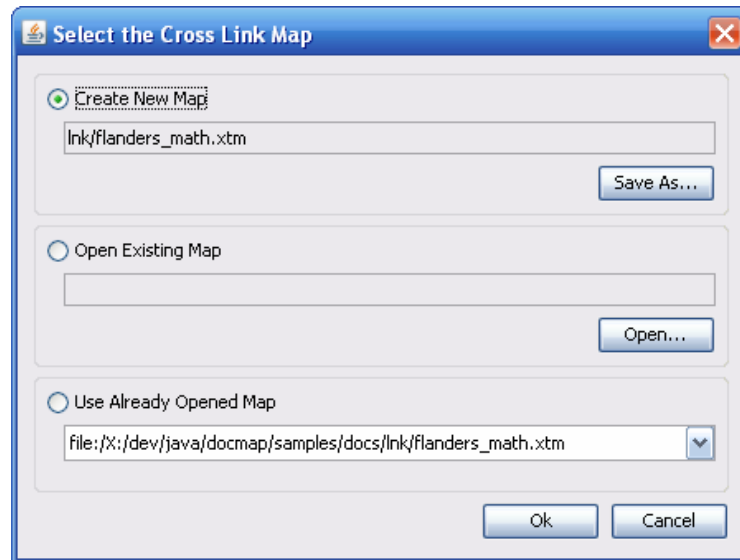 Select the Cross Link Map
Create New Map
lnk/flanders_math.xtm
Save As...
Open Existing Map
Open...
Use Already Opened Map
file:/X:/dev/java/docmap/samples/docs/lnk/flanders_math.xtm
Ok
Cancel